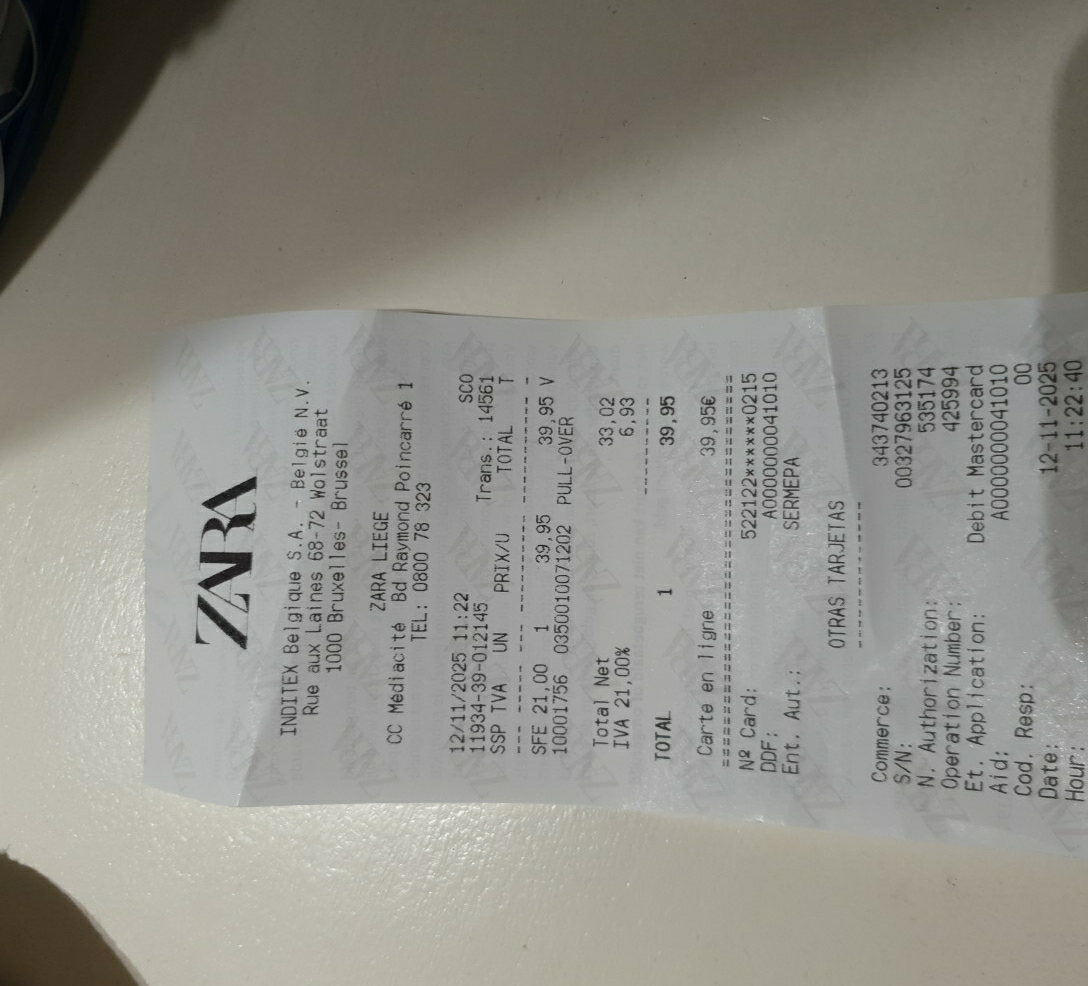 ZARA
INDITEX Belgique S.A. - België N.V.
Rue aux Laines 68-72 Wolstraat
1000 Bruxelles- Brussel
ZARA LIEGE
CC Médiacité Bd Raymond Poincarré 1
TEL: 0800 78 323
12/11/2025 11:22 SCO
11934-39-012145 Trans.: 14561
SSP TVA UN PRIX/U TOTAL T
--- ---- --- --------- --------- -
SFE 21,00 1 39,95 39,95 V
10001756 0350010071202 PULL-OVER
Total Net 33,02
IVA 21,00% 6,93
---------
TOTAL 1 39,95
Carte en ligne 39,95€
===================================
Nº Card: 522122******0215
DDF: A0000000041010
Ent. Aut.: SERMEPA
OTRAS TARJETAS
--------------
Commerce: 343740213
S/N: 00327963125
N. Authorization: 535174
Operation Number: 425994
Et. Application: Debit Mastercard
Aid: A0000000041010
Cod. Resp: 00
Date: 12-11-2025
Hour: 11:22:40